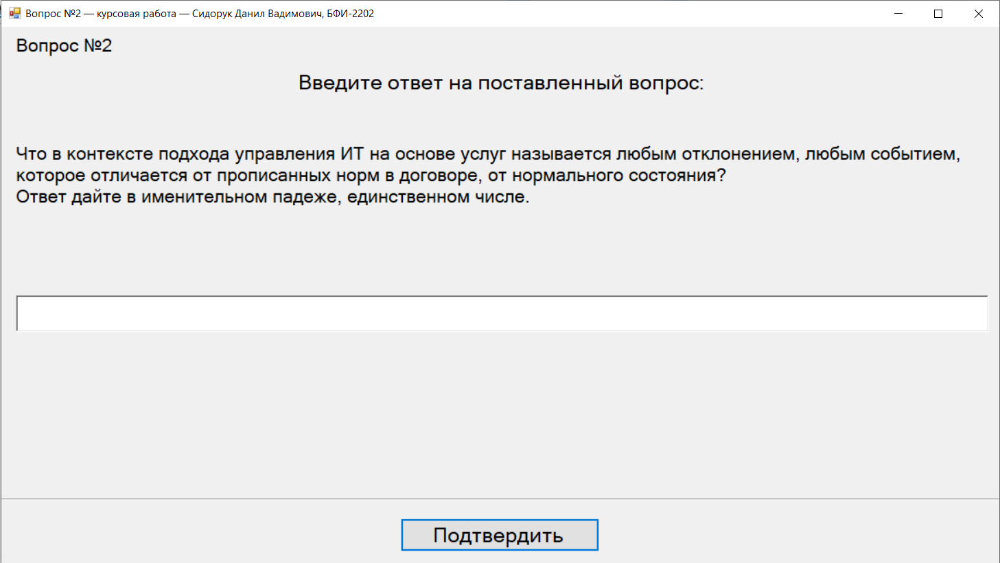 Вопрос №2 — курсовая работа — Сидорук Данил Вадимович, БФИ-2202
Вопрос №2
Введите ответ на поставленный вопрос:
Что в контексте подхода управления ИТ на основе услуг называется любым отклонением, любым событием,
которое отличается от прописанных норм в договоре, от нормального состояния?
Ответ дайте в именительном падеже, единственном числе.
Подтвердить